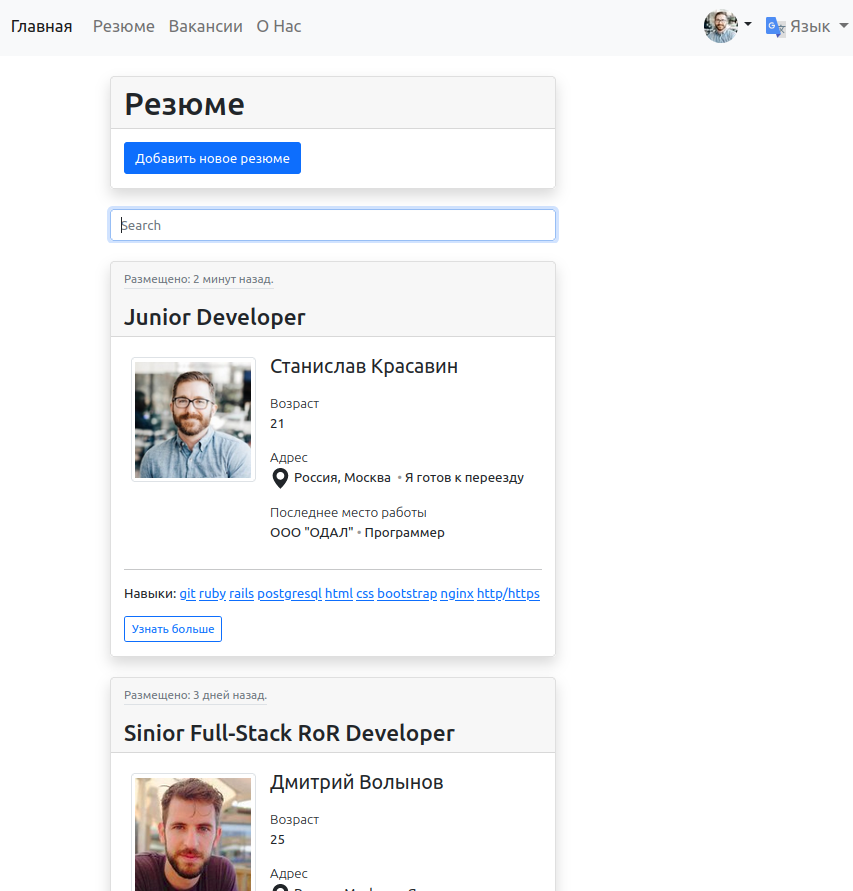 Главная Резюме Вакансии О Нас Язык
Резюме
Добавить новое резюме
Search
Размещено: 2 минут назад.
Junior Developer
Станислав Красавин
Возраст
21
Адрес
Россия, Москва • Я готов к переезду
Последнее место работы
ООО "ОДАЛ" • Программер
Навыки: git ruby rails postgresql html css bootstrap nginx http/https
Узнать больше
Размещено: 3 дней назад.
Sinior Full-Stack RoR Developer
Дмитрий Волынов
Возраст
25
Адрес